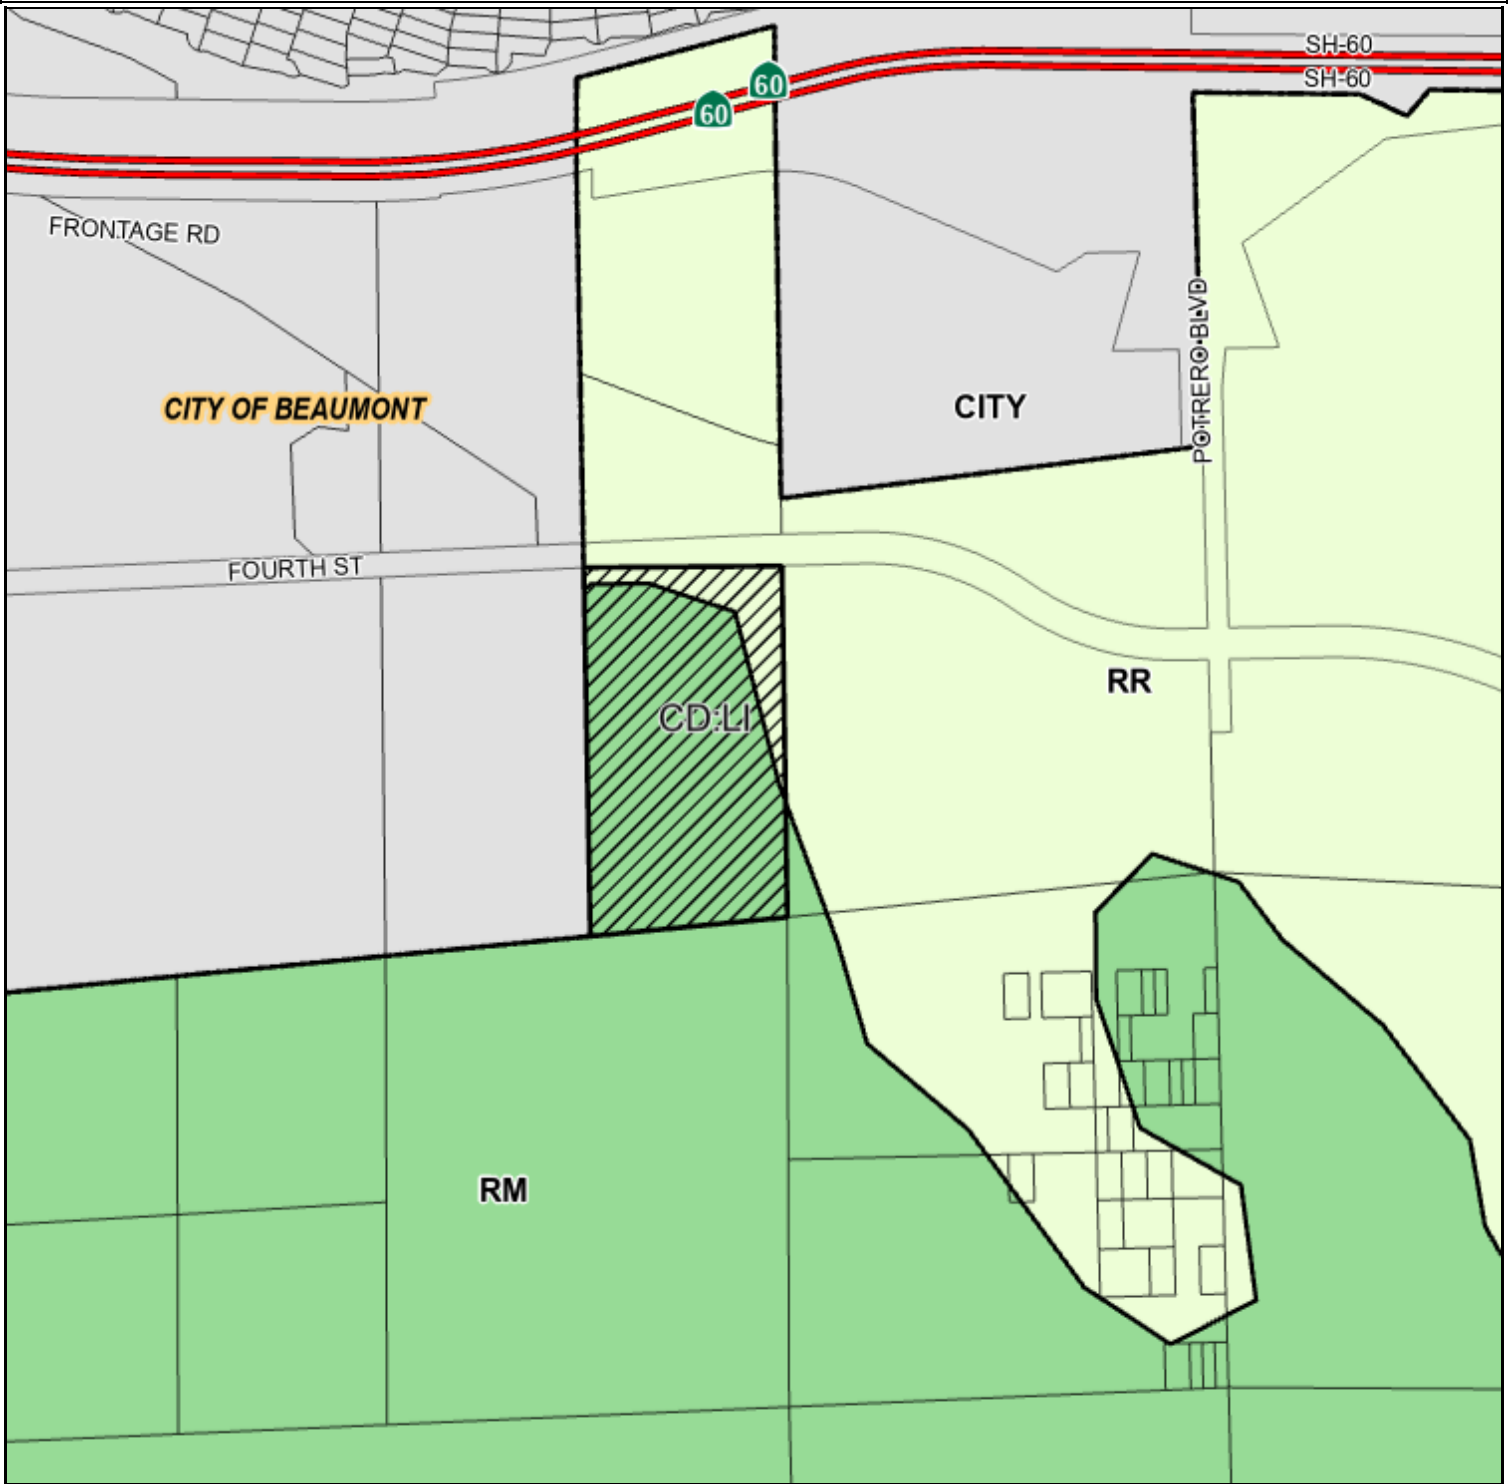 SH-60
SH-60
60
60
FRONTAGE RD
POTRERO BLVD
CITY OF BEAUMONT
CITY
FOURTH ST
RR
CD:LI
RM